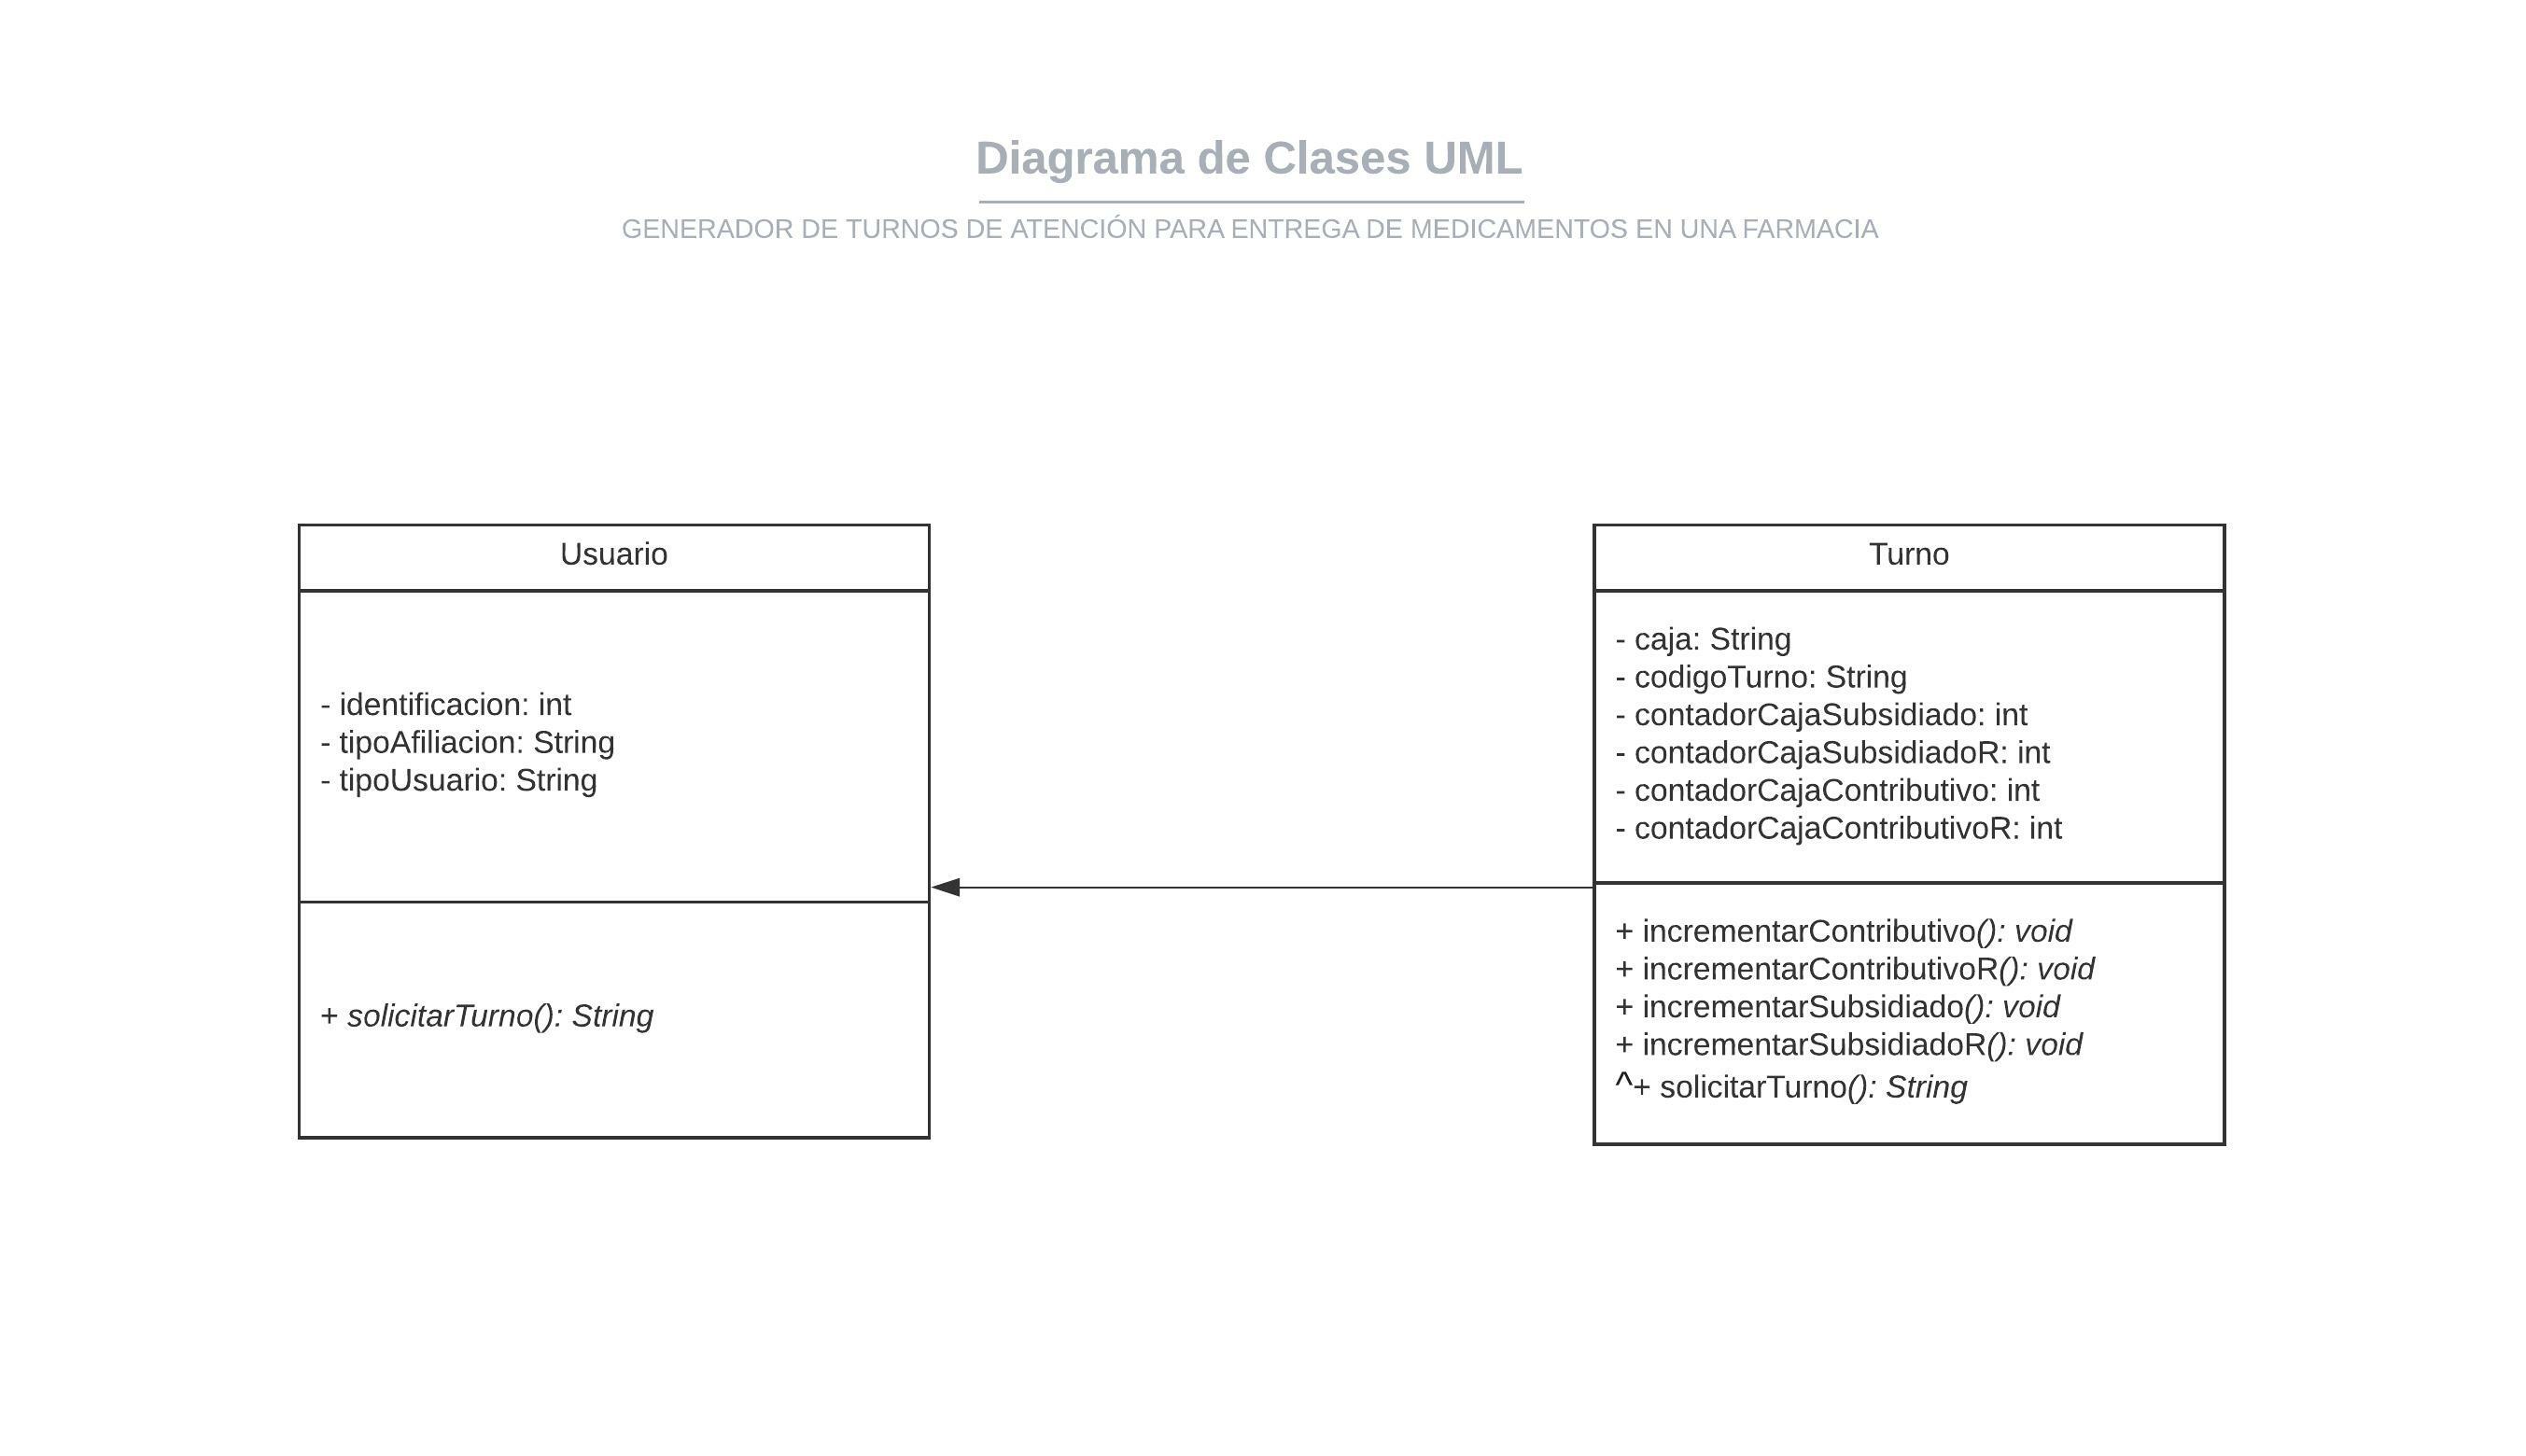 Diagrama de Clases UML
GENERADOR DE TURNOS DE ATENCIÓN PARA ENTREGA DE MEDICAMENTOS EN UNA FARMACIA
Usuario
- identificacion: int
- tipoAfiliacion: String
- tipoUsuario: String
+ solicitarTurno(): String
Turno
- caja: String
- codigoTurno: String
- contadorCajaSubsidiado: int
- contadorCajaSubsidiadoR: int
- contadorCajaContributivo: int
- contadorCajaContributivoR: int
+ incrementarContributivo(): void
+ incrementarContributivoR(): void
+ incrementarSubsidiado(): void
+ incrementarSubsidiadoR(): void
^+ solicitarTurno(): String